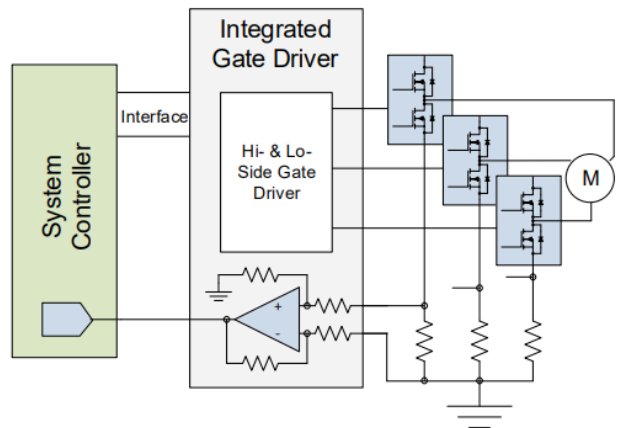 Integrated
Gate Driver
System
Controller
Interface
Hi- & Lo-
Side Gate
Driver
M
+
-